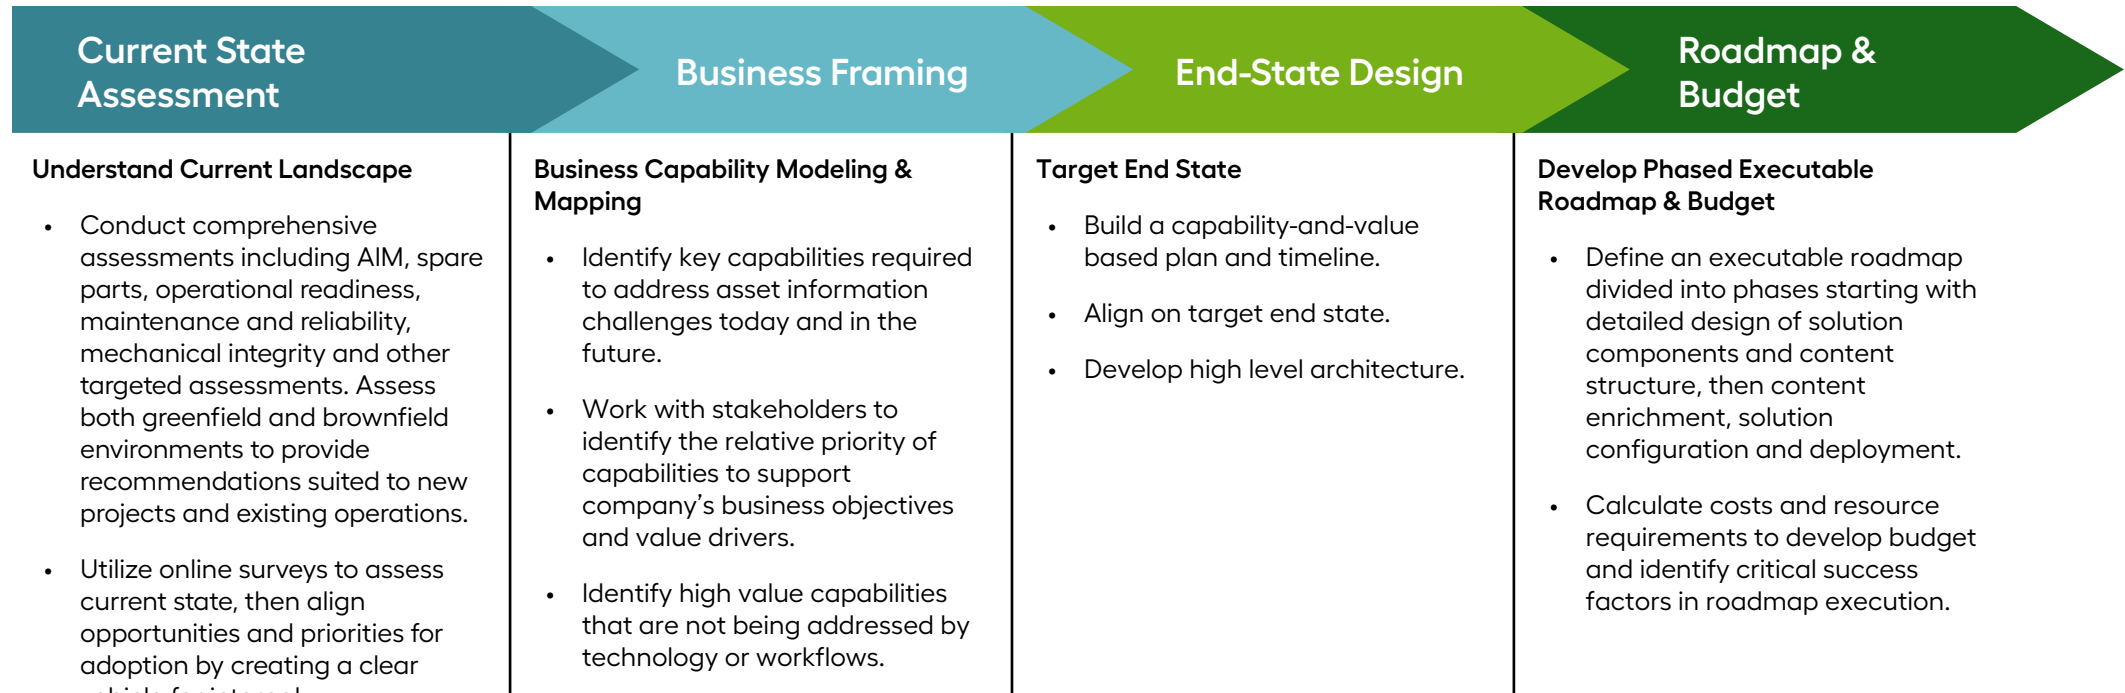 Current State
Assessment
Business Framing
End-State Design
Roadmap &
Budget
Understand Current Landscape
• Conduct comprehensive
assessments including AIM, spare
parts, operational readiness,
maintenance and reliability,
mechanical integrity and other
targeted assessments. Assess
both greenfield and brownfield
environments to provide
recommendations suited to new
projects and existing operations.
• Utilize online surveys to assess
current state, then align
opportunities and priorities for
adoption by creating a clear
Business Capability Modeling &
Mapping
• Identify key capabilities required
to address asset information
challenges today and in the
future.
• Work with stakeholders to
identify the relative priority of
capabilities to support
company’s business objectives
and value drivers.
• Identify high value capabilities
that are not being addressed by
technology or workflows.
Target End State
• Build a capability-and-value
based plan and timeline.
• Align on target end state.
• Develop high level architecture.
Develop Phased Executable
Roadmap & Budget
• Define an executable roadmap
divided into phases starting with
detailed design of solution
components and content
structure, then content
enrichment, solution
configuration and deployment.
• Calculate costs and resource
requirements to develop budget
and identify critical success
factors in roadmap execution.